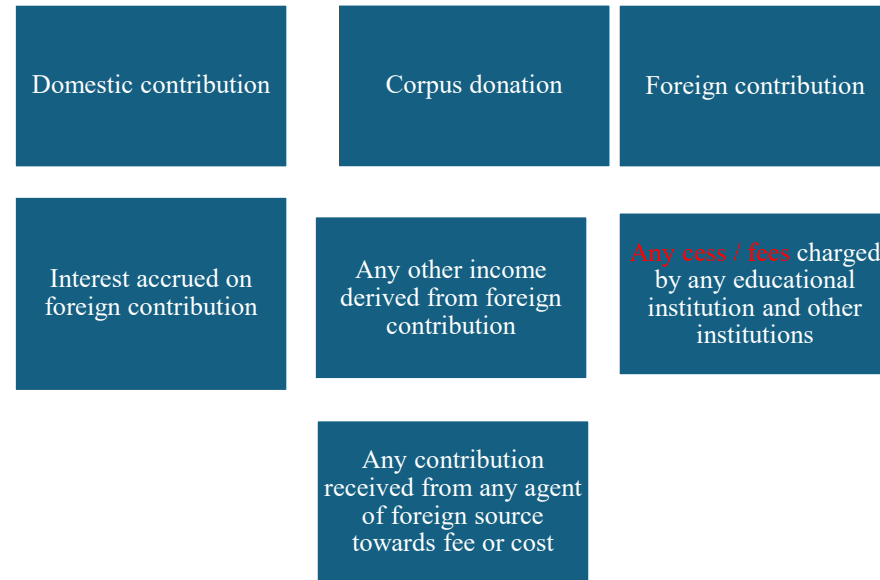 Domestic contribution
Corpus donation
Foreign contribution
Interest accrued on
foreign contribution
Any other income
derived from foreign
contribution
Any cess / fees charged
by any educational
institution and other
institutions
Any contribution
received from any agent
of foreign source
towards fee or cost